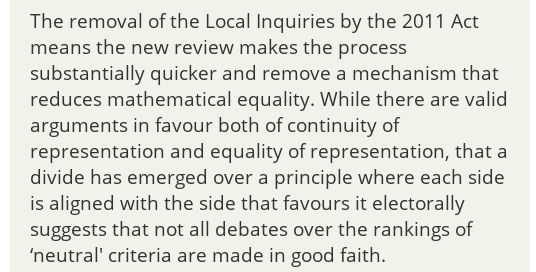 The removal of the Local Inquiries by the 2011 Act
means the new review makes the process
substantially quicker and remove a mechanism that
reduces mathematical equality. While there are valid
arguments in favour both of continuity of
representation and equality of representation, that a
divide has emerged over a principle where each side
is aligned with the side that favours it electorally
suggests that not all debates over the rankings of
‘neutral' criteria are made in good faith.